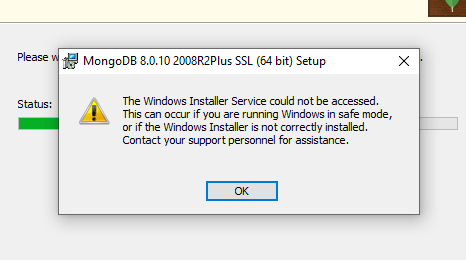 MongoDB 8.0.10 2008R2Plus SSL (64 bit) Setup
Please w
Status:
The Windows Installer Service could not be accessed.
This can occur if you are running Windows in safe mode,
or if the Windows Installer is not correctly installed.
Contact your support personnel for assistance.
OK